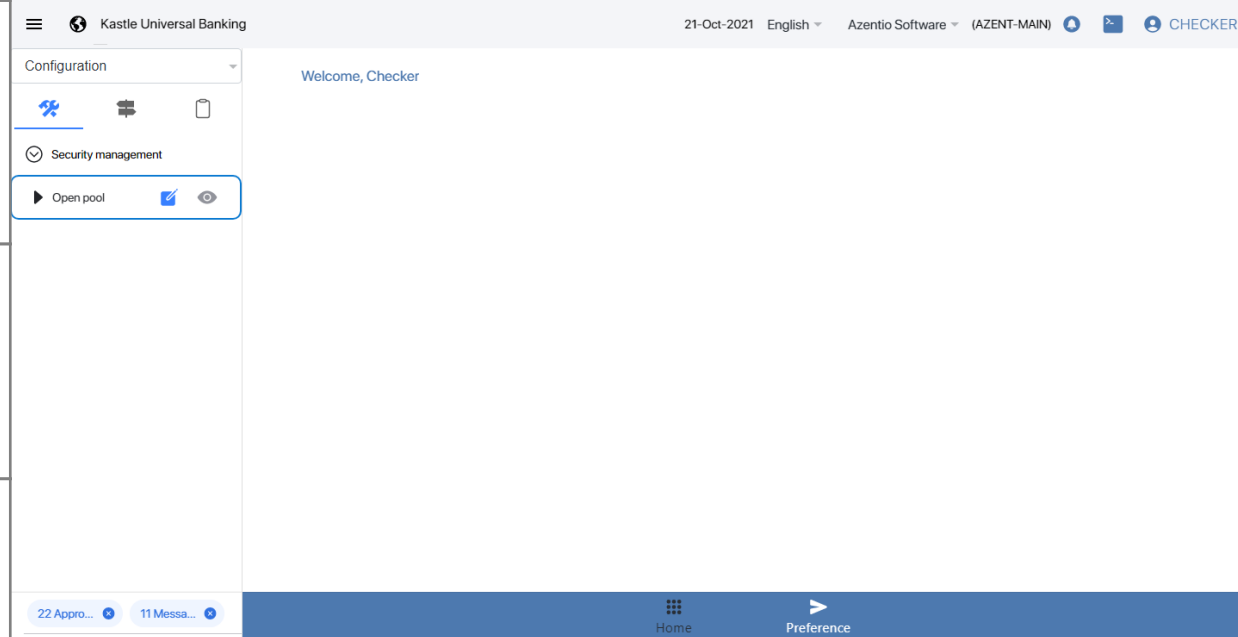 Kastle Universal Banking 21-Oct-2021 English Azentio Software (AZENT-MAIN) CHECKER
Configuration
Welcome, Checker
Security management
Open pool
22 Appro... 11 Messa...
Home Preference